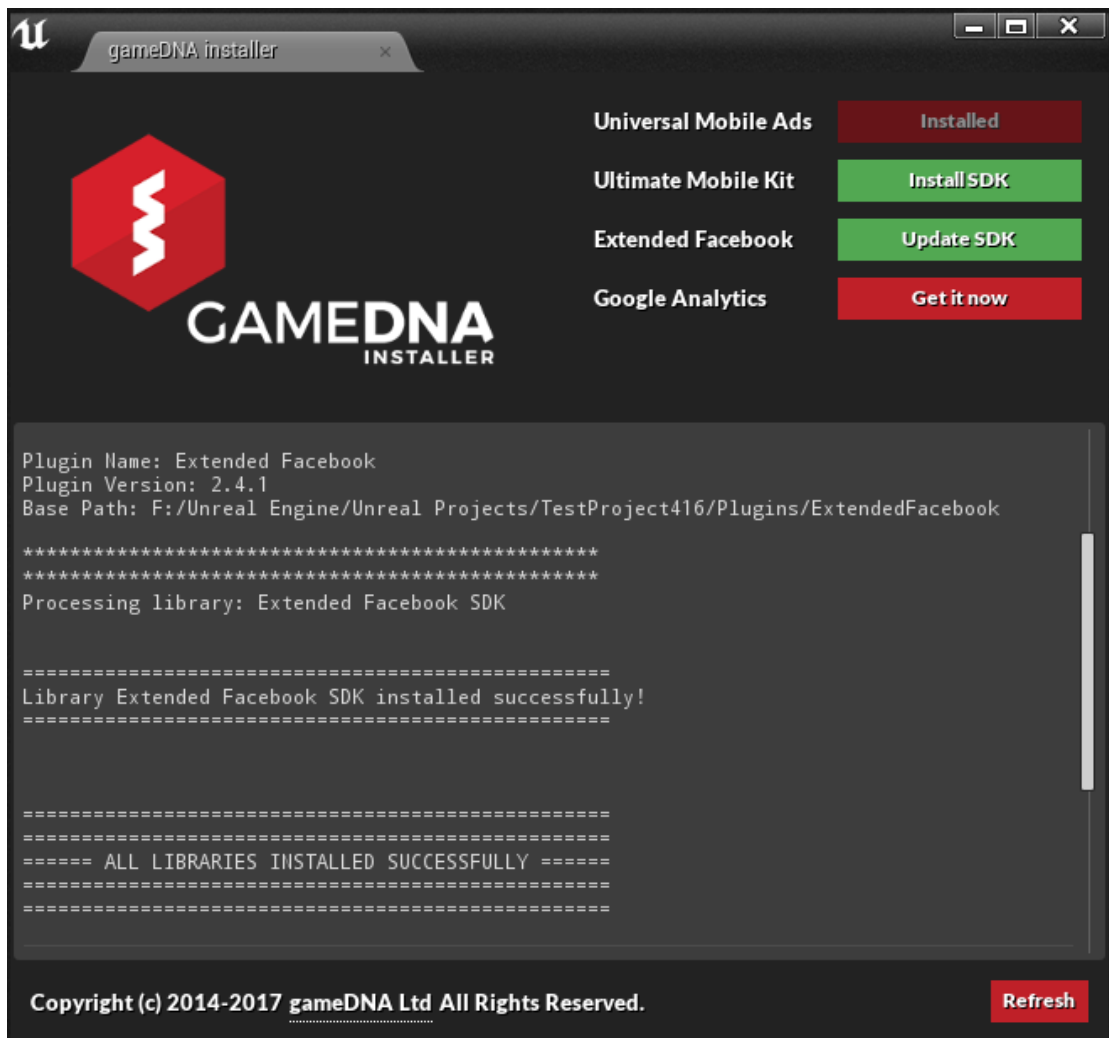 gameDNA installer
Universal Mobile Ads Installed
Ultimate Mobile Kit Install SDK
Extended Facebook Update SDK
Google Analytics Get it now
GAMEDNA
INSTALLER
Plugin Name: Extended Facebook
Plugin Version: 2.4.1
Base Path: F:/Unreal Engine/Unreal Projects/TestProject416/Plugins/ExtendedFacebook
*************************************************
*************************************************
Processing library: Extended Facebook SDK
==================================================
Library Extended Facebook SDK installed successfully!
==================================================
==================================================
==================================================
====== ALL LIBRARIES INSTALLED SUCCESSFULLY ======
==================================================
==================================================
Copyright (c) 2014-2017 gameDNA Ltd All Rights Reserved.
Refresh